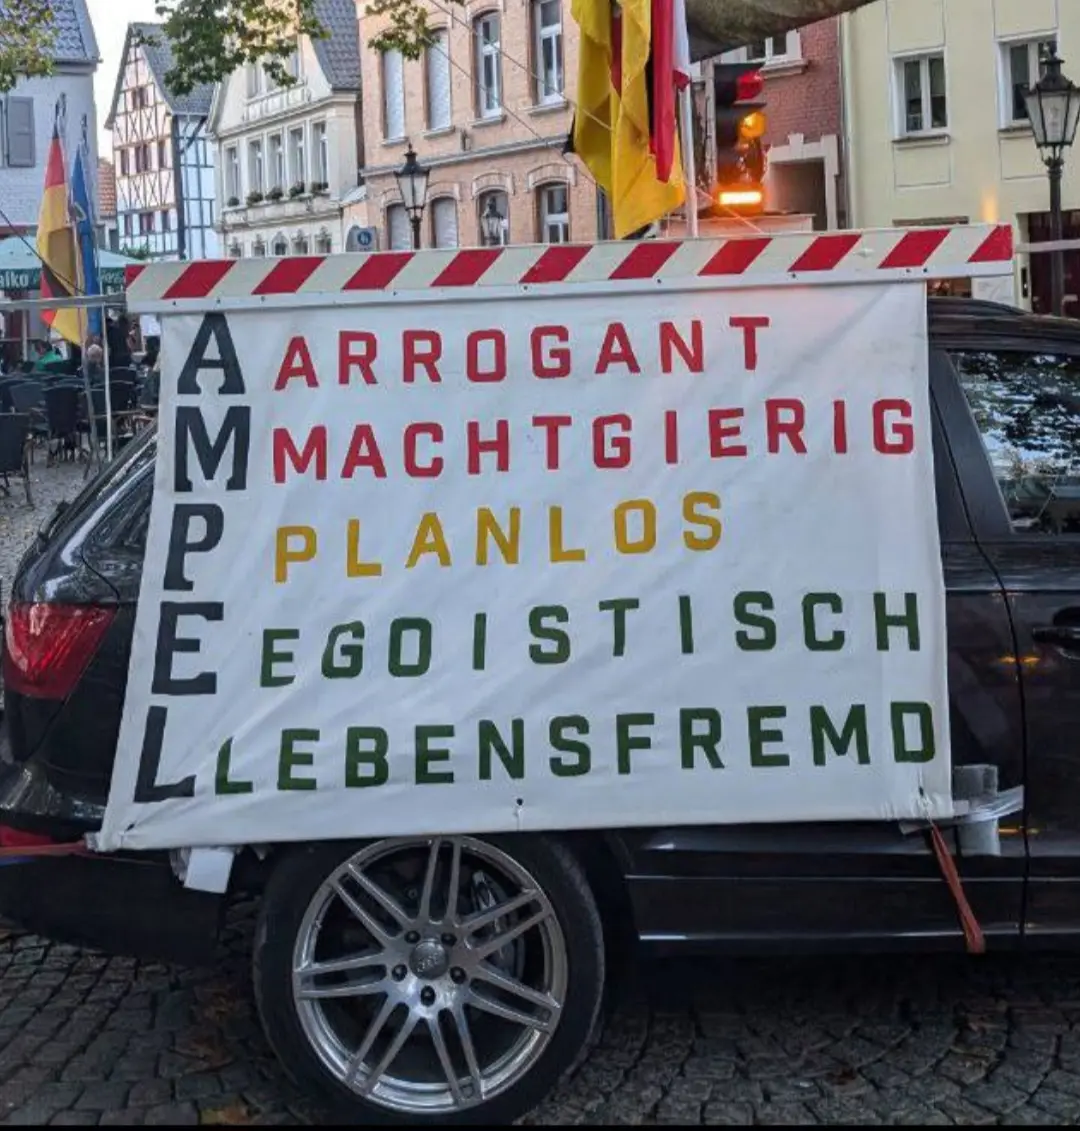 A ARROGANT
M MACHTGIERIG
P PLANLOS
E EGOISTISCH
L LEBENSFREMD